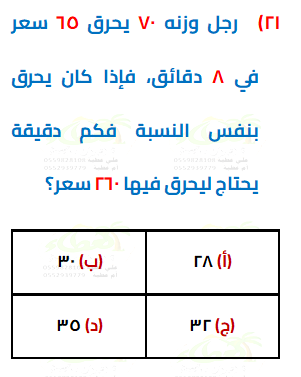 ٢١) رجل وزنه ٧٠ يحرق ٦٥ سعر
في ٨ دقائق، فإذا كان يحرق
بنفس النسبة فكم دقيقة
يحتاج ليحرق فيها ٢٦٠ سعر؟
(أ) ٢٨
(ب) ٣٠
(ج) ٣٢
(د) ٣٥